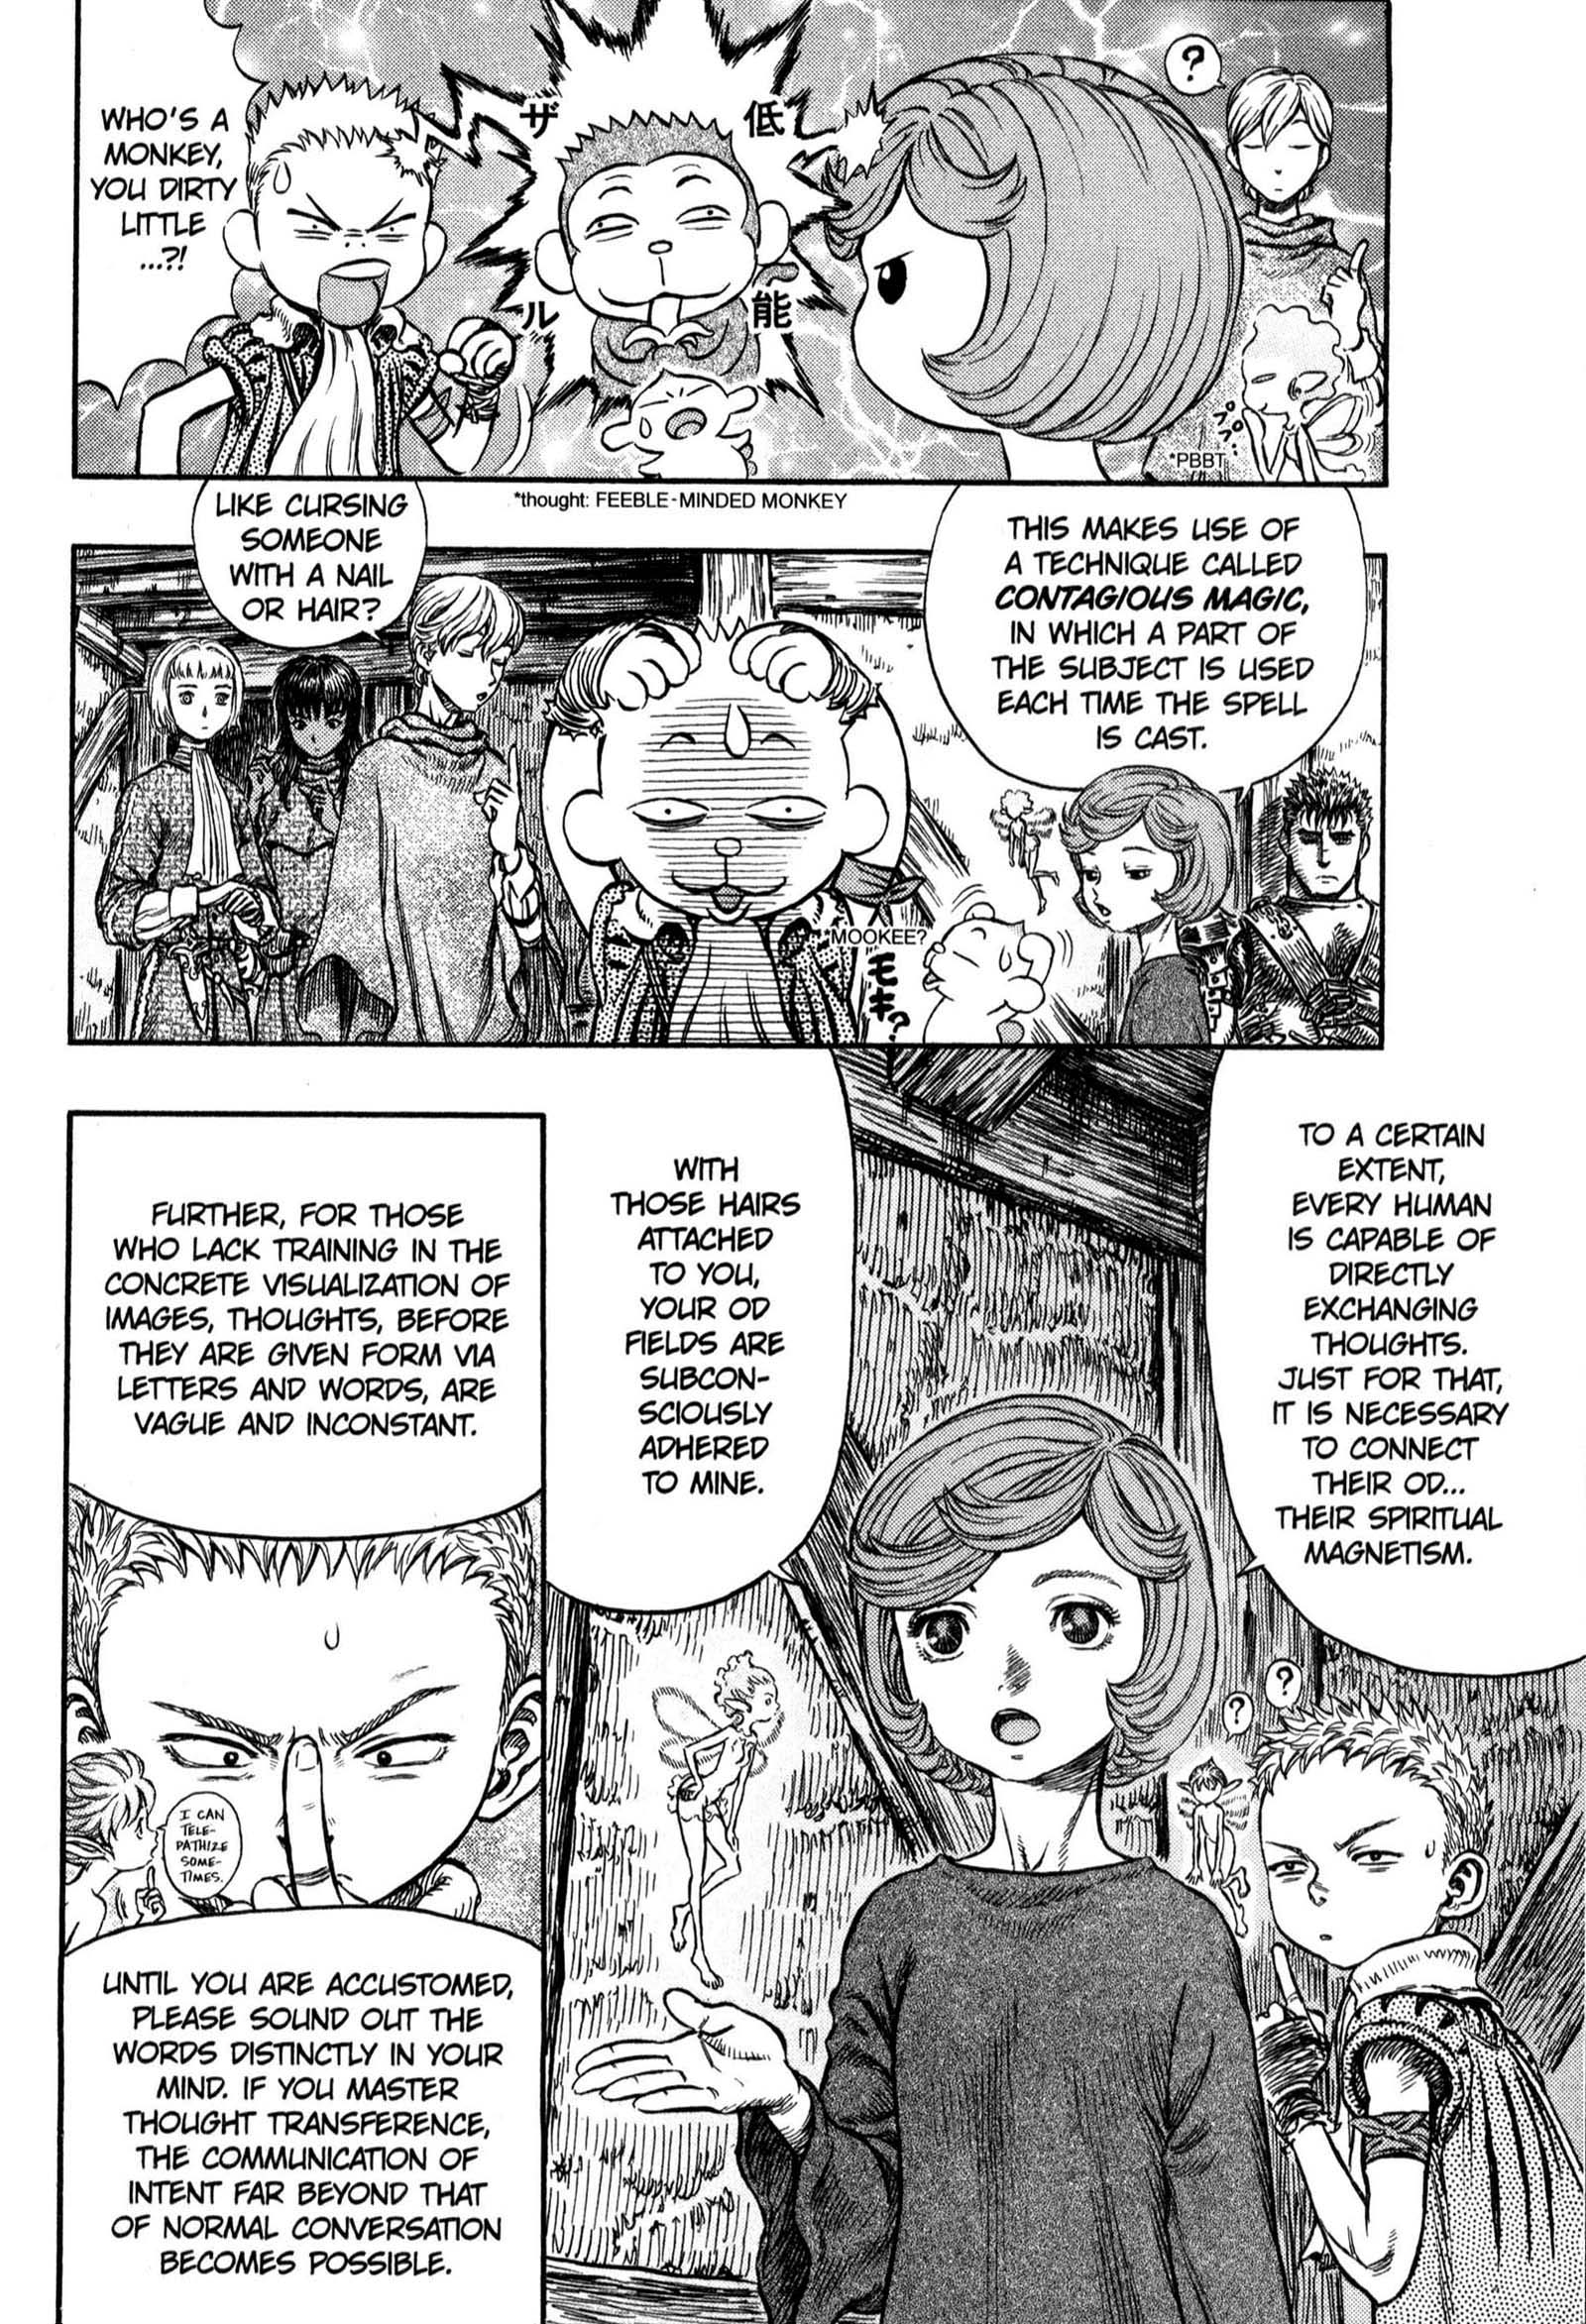 ?
低
能
ザ
ル
ププ.
*PBBT
WHO'S A
MONKEY,
YOU DIRTY
LITTLE
...?!
*thought: FEEBLE-MINDED MONKEY
THIS MAKES USE OF
A TECHNIQUE CALLED
CONTAGIOUS MAGIC,
IN WHICH A PART OF
THE SUBJECT IS USED
EACH TIME THE SPELL
IS CAST.
*MOOKEE?
モキ?
LIKE CURSING
SOMEONE
WITH A NAIL
OR HAIR?
TO A CERTAIN
EXTENT,
EVERY HUMAN
IS CAPABLE OF
DIRECTLY
EXCHANGING
THOUGHTS.
JUST FOR THAT,
IT IS NECESSARY
TO CONNECT
THEIR OD...
THEIR SPIRITUAL
MAGNETISM.
?
?
WITH
THOSE HAIRS
ATTACHED
TO YOU,
YOUR OD
FIELDS ARE
SUBCON-
SCIOUSLY
ADHERED
TO MINE.
FURTHER, FOR THOSE
WHO LACK TRAINING IN THE
CONCRETE VISUALIZATION OF
IMAGES, THOUGHTS, BEFORE
THEY ARE GIVEN FORM VIA
LETTERS AND WORDS, ARE
VAGUE AND INCONSTANT.
I CAN
TELE-
PATHIZE
SOME-
TIMES.
UNTIL YOU ARE ACCUSTOMED,
PLEASE SOUND OUT THE
WORDS DISTINCTLY IN YOUR
MIND. IF YOU MASTER
THOUGHT TRANSFERENCE,
THE COMMUNICATION OF
INTENT FAR BEYOND THAT
OF NORMAL CONVERSATION
BECOMES POSSIBLE.